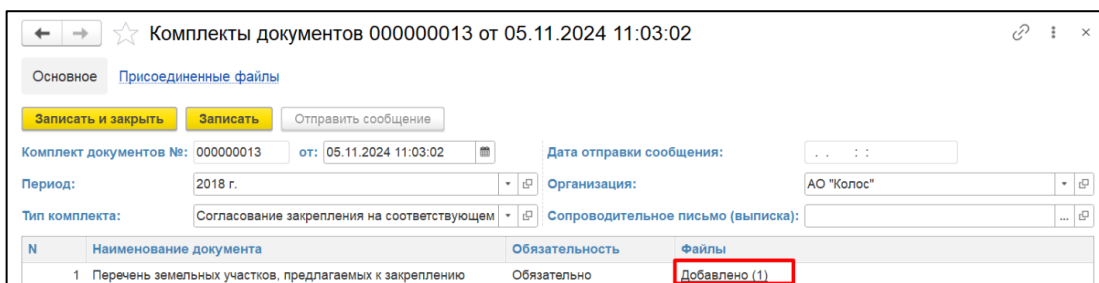 Комплекты документов 000000013 от 05.11.2024 11:03:02
Основное Присоединенные файлы
Записать и закрыть Записать Отправить сообщение
Комплект документов №: 000000013 от: 05.11.2024 11:03:02 Дата отправки сообщения: . . : :
Период: 2018 г. Организация: АО "Колос"
Тип комплекта: Согласование закрепления на соответствующем Сопроводительное письмо (выписка): ...
N Наименование документа Обязательность Файлы
1 Перечень земельных участков, предлагаемых к закреплению Обязательно Добавлено (1)